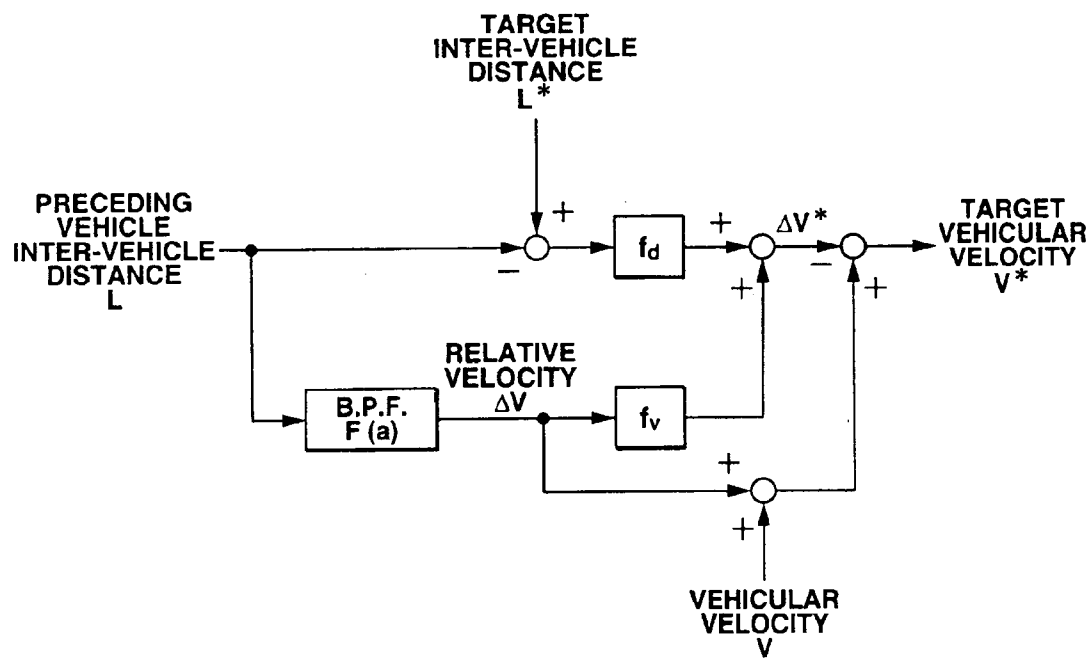 TARGET
INTER-VEHICLE
DISTANCE
L*
PRECEDING
VEHICLE
INTER-VEHICLE
DISTANCE
L
+
−
fd
+
ΔV*
+
−
+
TARGET
VEHICULAR
VELOCITY
V*
B.P.F.
F (a)
RELATIVE
VELOCITY
ΔV
fv
+
+
VEHICULAR
VELOCITY
V